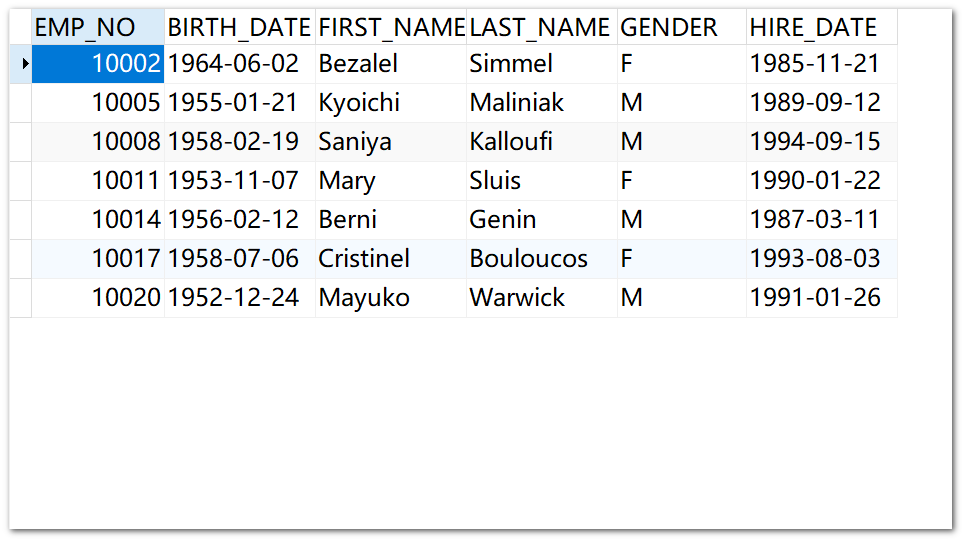 EMP_NO BIRTH_DATE FIRST_NAME LAST_NAME GENDER HIRE_DATE
10002 1964-06-02 Bezalel Simmel F 1985-11-21
10005 1955-01-21 Kyoichi Maliniak M 1989-09-12
10008 1958-02-19 Saniya Kalloufi M 1994-09-15
10011 1953-11-07 Mary Sluis F 1990-01-22
10014 1956-02-12 Berni Genin M 1987-03-11
10017 1958-07-06 Cristinel Bouloucos F 1993-08-03
10020 1952-12-24 Mayuko Warwick M 1991-01-26